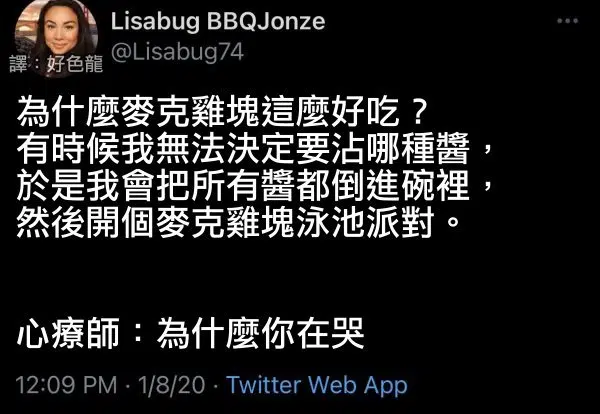 Lisabug BBQJonze
@Lisabug74
譯：好色龍
為什麼麥克雞塊這麼好吃？
有時候我無法決定要沾哪種醬，
於是我會把所有醬都倒進碗裡，
然後開個麥克雞塊泳池派對。
心療師：為什麼你在哭
12:09 PM · 1/8/20 · Twitter Web App